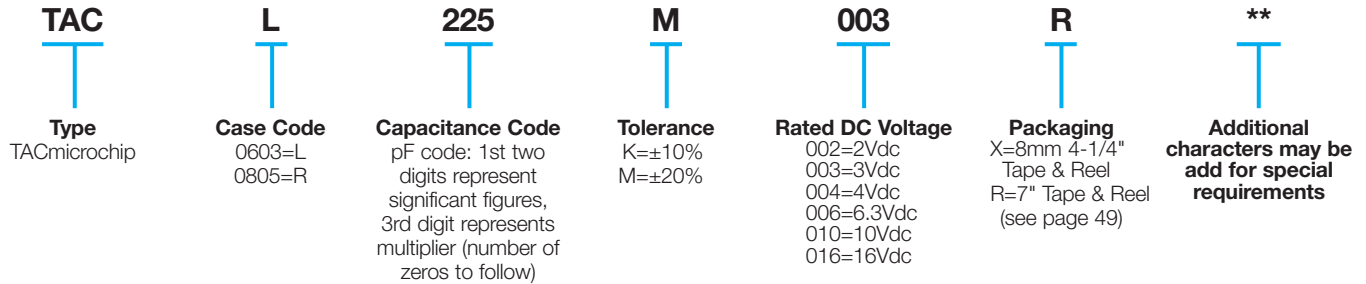 TAC L 225 M 003 R **
Type
TACmicrochip
Case Code
0603=L
0805=R
Capacitance Code
pF code: 1st two
digits represent
significant figures,
3rd digit represents
multiplier (number of
zeros to follow)
Tolerance
K=±10%
M=±20%
Rated DC Voltage
002=2Vdc
003=3Vdc
004=4Vdc
006=6.3Vdc
010=10Vdc
016=16Vdc
Packaging
X=8mm 4-1/4"
Tape & Reel
R=7" Tape & Reel
(see page 49)
Additional
characters may be
add for special
requirements